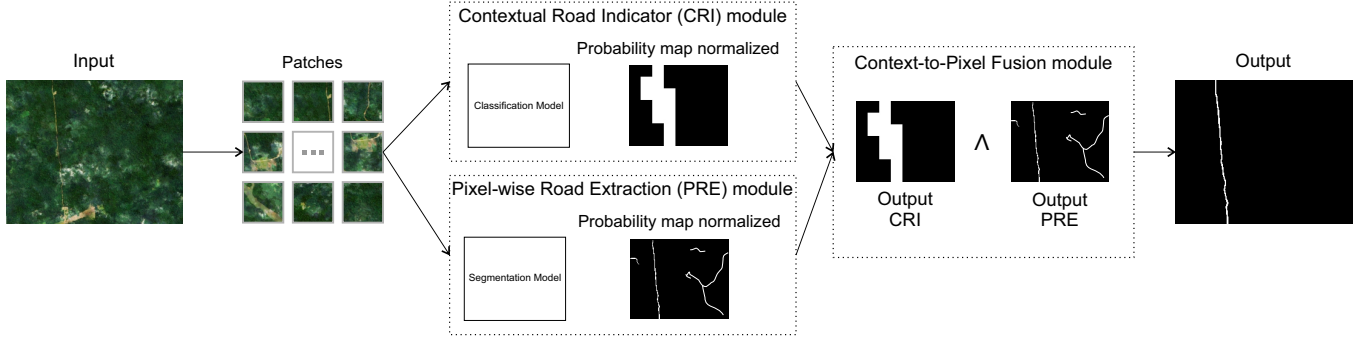 Input
Patches
Contextual Road Indicator (CRI) module
Probability map normalized
Classification Model
Pixel-wise Road Extraction (PRE) module
Probability map normalized
Segmentation Model
Context-to-Pixel Fusion module
Λ
Output
CRI
Output
PRE
Output